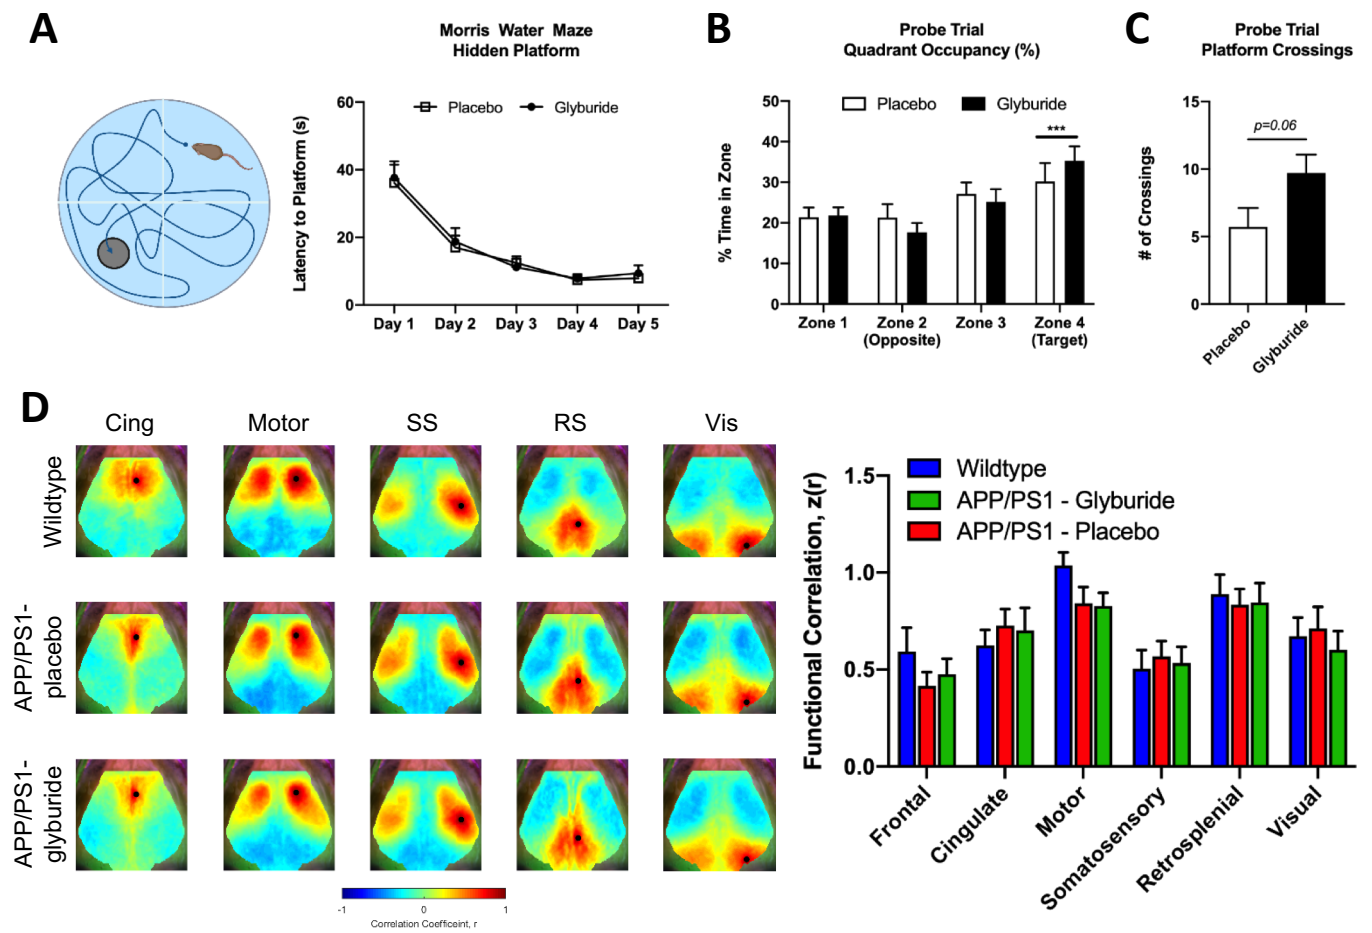 A
Morris Water Maze
Hidden Platform
Latency to Platform (s)
60
40
20
0
Placebo
Glyburide
Day 1
Day 2
Day 3
Day 4
Day 5
B
Probe Trial
Quadrant Occupancy (%)
% Time in Zone
50
40
30
20
10
0
Placebo
Glyburide
***
Zone 1
Zone 2
(Opposite)
Zone 3
Zone 4
(Target)
C
Probe Trial
Platform Crossings
# of Crossings
15
10
5
0
p=0.06
Placebo
Glyburide
D
Cing
Motor
SS
RS
Vis
Wildtype
APP/PS1-
placebo
APP/PS1-
glyburide
-1
0
1
Correlation Coefficeint, r
Functional Correlation, z(r)
1.5
1.0
0.5
0.0
Wildtype
APP/PS1 - Glyburide
APP/PS1 - Placebo
Frontal
Cingulate
Motor
Somatosensory
Retrosplenial
Visual